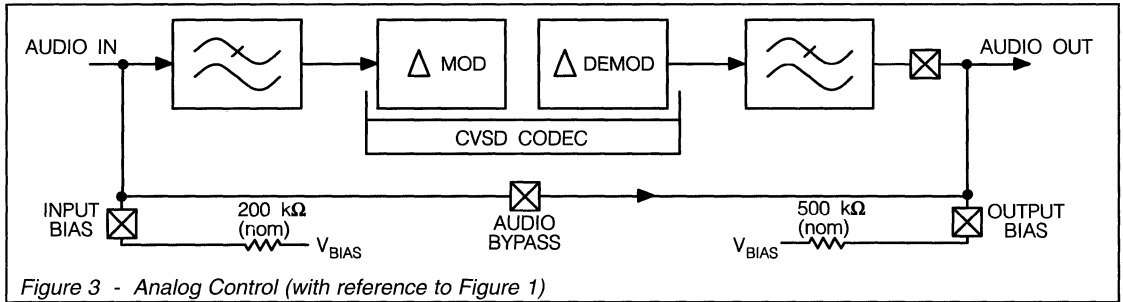 AUDIO IN
Δ MOD
Δ DEMOD
AUDIO OUT
CVSD CODEC
INPUT
BIAS
200 kΩ
(nom)
V BIAS
AUDIO
BYPASS
500 kΩ
(nom)
V BIAS
OUTPUT
BIAS
Figure 3 - Analog Control (with reference to Figure 1)